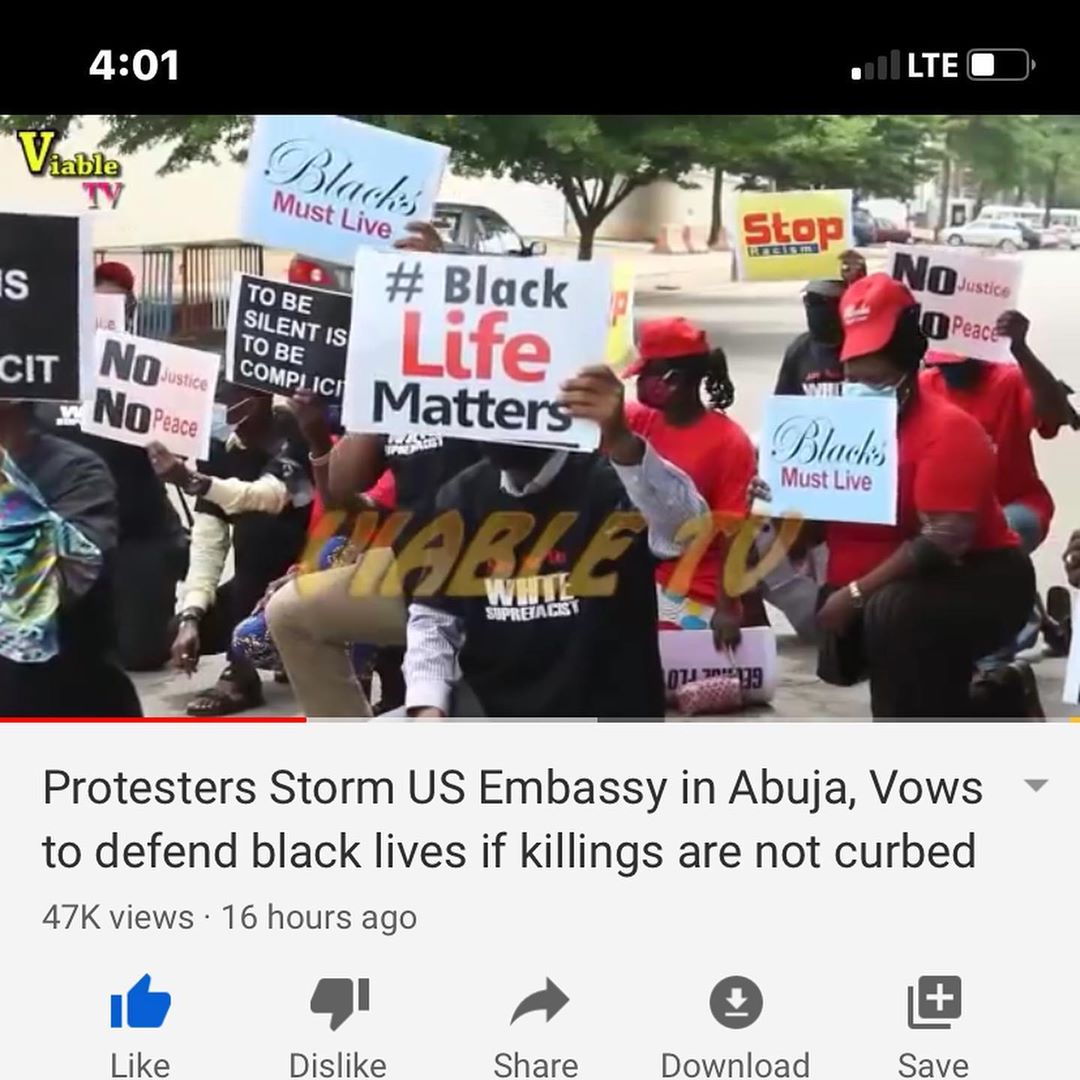 4:01
LTE
Viable
TV
Blacks
Must Live
Stop
Racism
IS
CIT
No Justice
No Peace
TO BE
SILENT IS
TO BE
COMPLICI
# Black
Life
Matters
No Justice
Peace
Blacks
Must Live
VIABLE TV
WHITE
SUPREMACIST
Protesters Storm US Embassy in Abuja, Vows
to defend black lives if killings are not curbed
47K views · 16 hours ago
Like
Dislike
Share
Download
Save